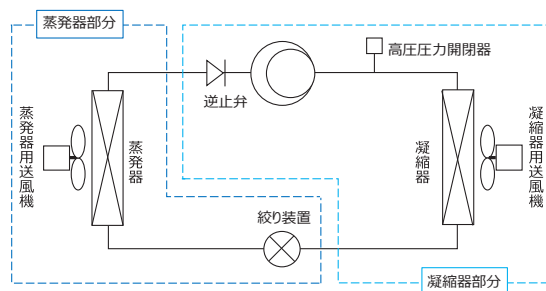 蒸発器部分
高圧圧力開閉器
逆止弁
蒸発器用送風機
蒸発器
凝縮器
凝縮器用送風機
絞り装置
凝縮器部分